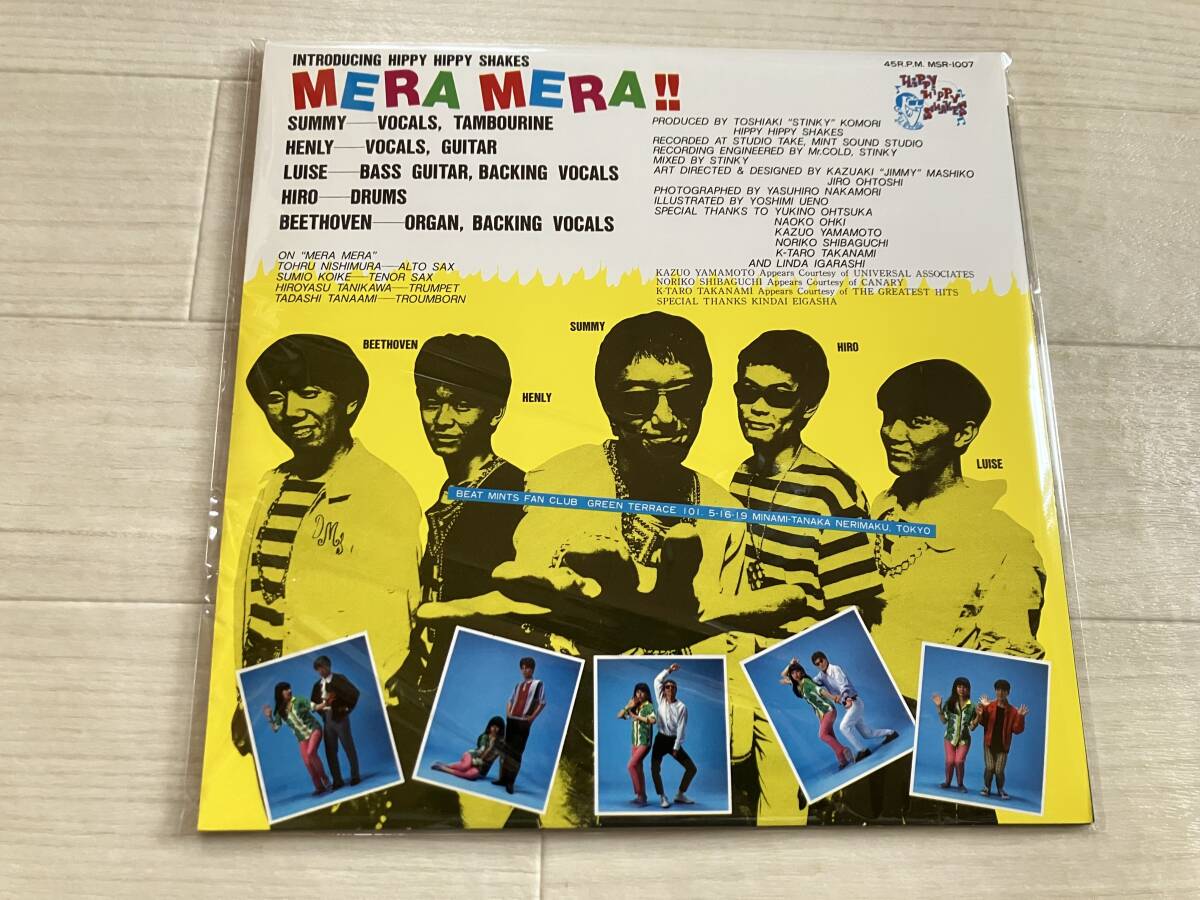 INTRODUCING HIPPY HIPPY SHAKES
MERA MERA!!
SUMMY—VOCALS, TAMBOURINE
HENLY—VOCALS, GUITAR
LUISE—BASS GUITAR, BACKING VOCALS
HIRO—DRUMS
BEETHOVEN—ORGAN, BACKING VOCALS
ON "MERA MERA"
TOHRU NISHIMURA—ALTO SAX
SUMIO KOIKE—TENOR SAX
HIROYASU TANIKAWA—TRUMPET
TADASHI TANAAMI—TROUMBORN
45R.P.M. MSR-1007
HIPPY
HIPPY
SHAKES
PRODUCED BY TOSHIAKI "STINKY" KOMORI
HIPPY HIPPY SHAKES
RECORDED AT STUDIO TAKE, MINT SOUND STUDIO
RECORDING ENGINEERED BY Mr.COLD, STINKY
MIXED BY STINKY
ART DIRECTED & DESIGNED BY KAZUAKI "JIMMY" MASHIKO
JIRO OHTOSHI
PHOTOGRAPHED BY YASUHIRO NAKAMORI
ILLUSTRATED BY YOSHIMI UENO
SPECIAL THANKS TO YUKINO OHTSUKA
NAOKO OHKI
KAZUO YAMAMOTO
NORIKO SHIBAGUCHI
K-TARO TAKANAMI
AND LINDA IGARASHI
KAZUO YAMAMOTO Appears Courtesy of UNIVERSAL ASSOCIATES
NORIKO SHIBAGUCHI Appears Courtesy of CANARY
K-TARO TAKANAMI Appears Courtesy of THE GREATEST HITS
SPECIAL THANKS KINDAI EIGASHA
BEETHOVEN
HENLY
SUMMY
HIRO
LUISE
BEAT MINTS FAN CLUB GREEN TERRACE 101. 5-16-19 MINAMI-TANAKA NERIMAKU. TOKYO